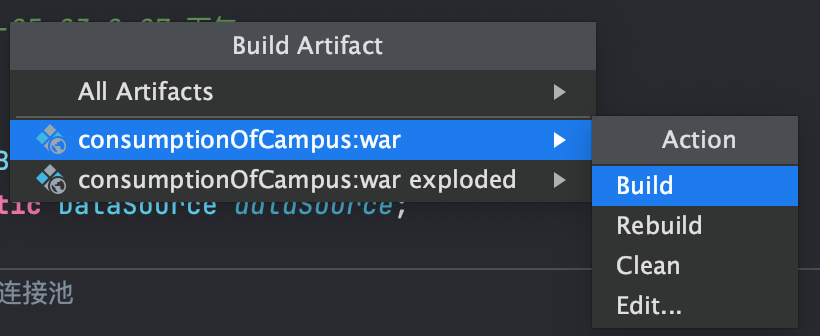 Build Artifact
All Artifacts
consumptionOfCampus:war
consumptionOfCampus:war exploded
Action
Build
Rebuild
Clean
Edit...
DataSource dataSource;
连接池